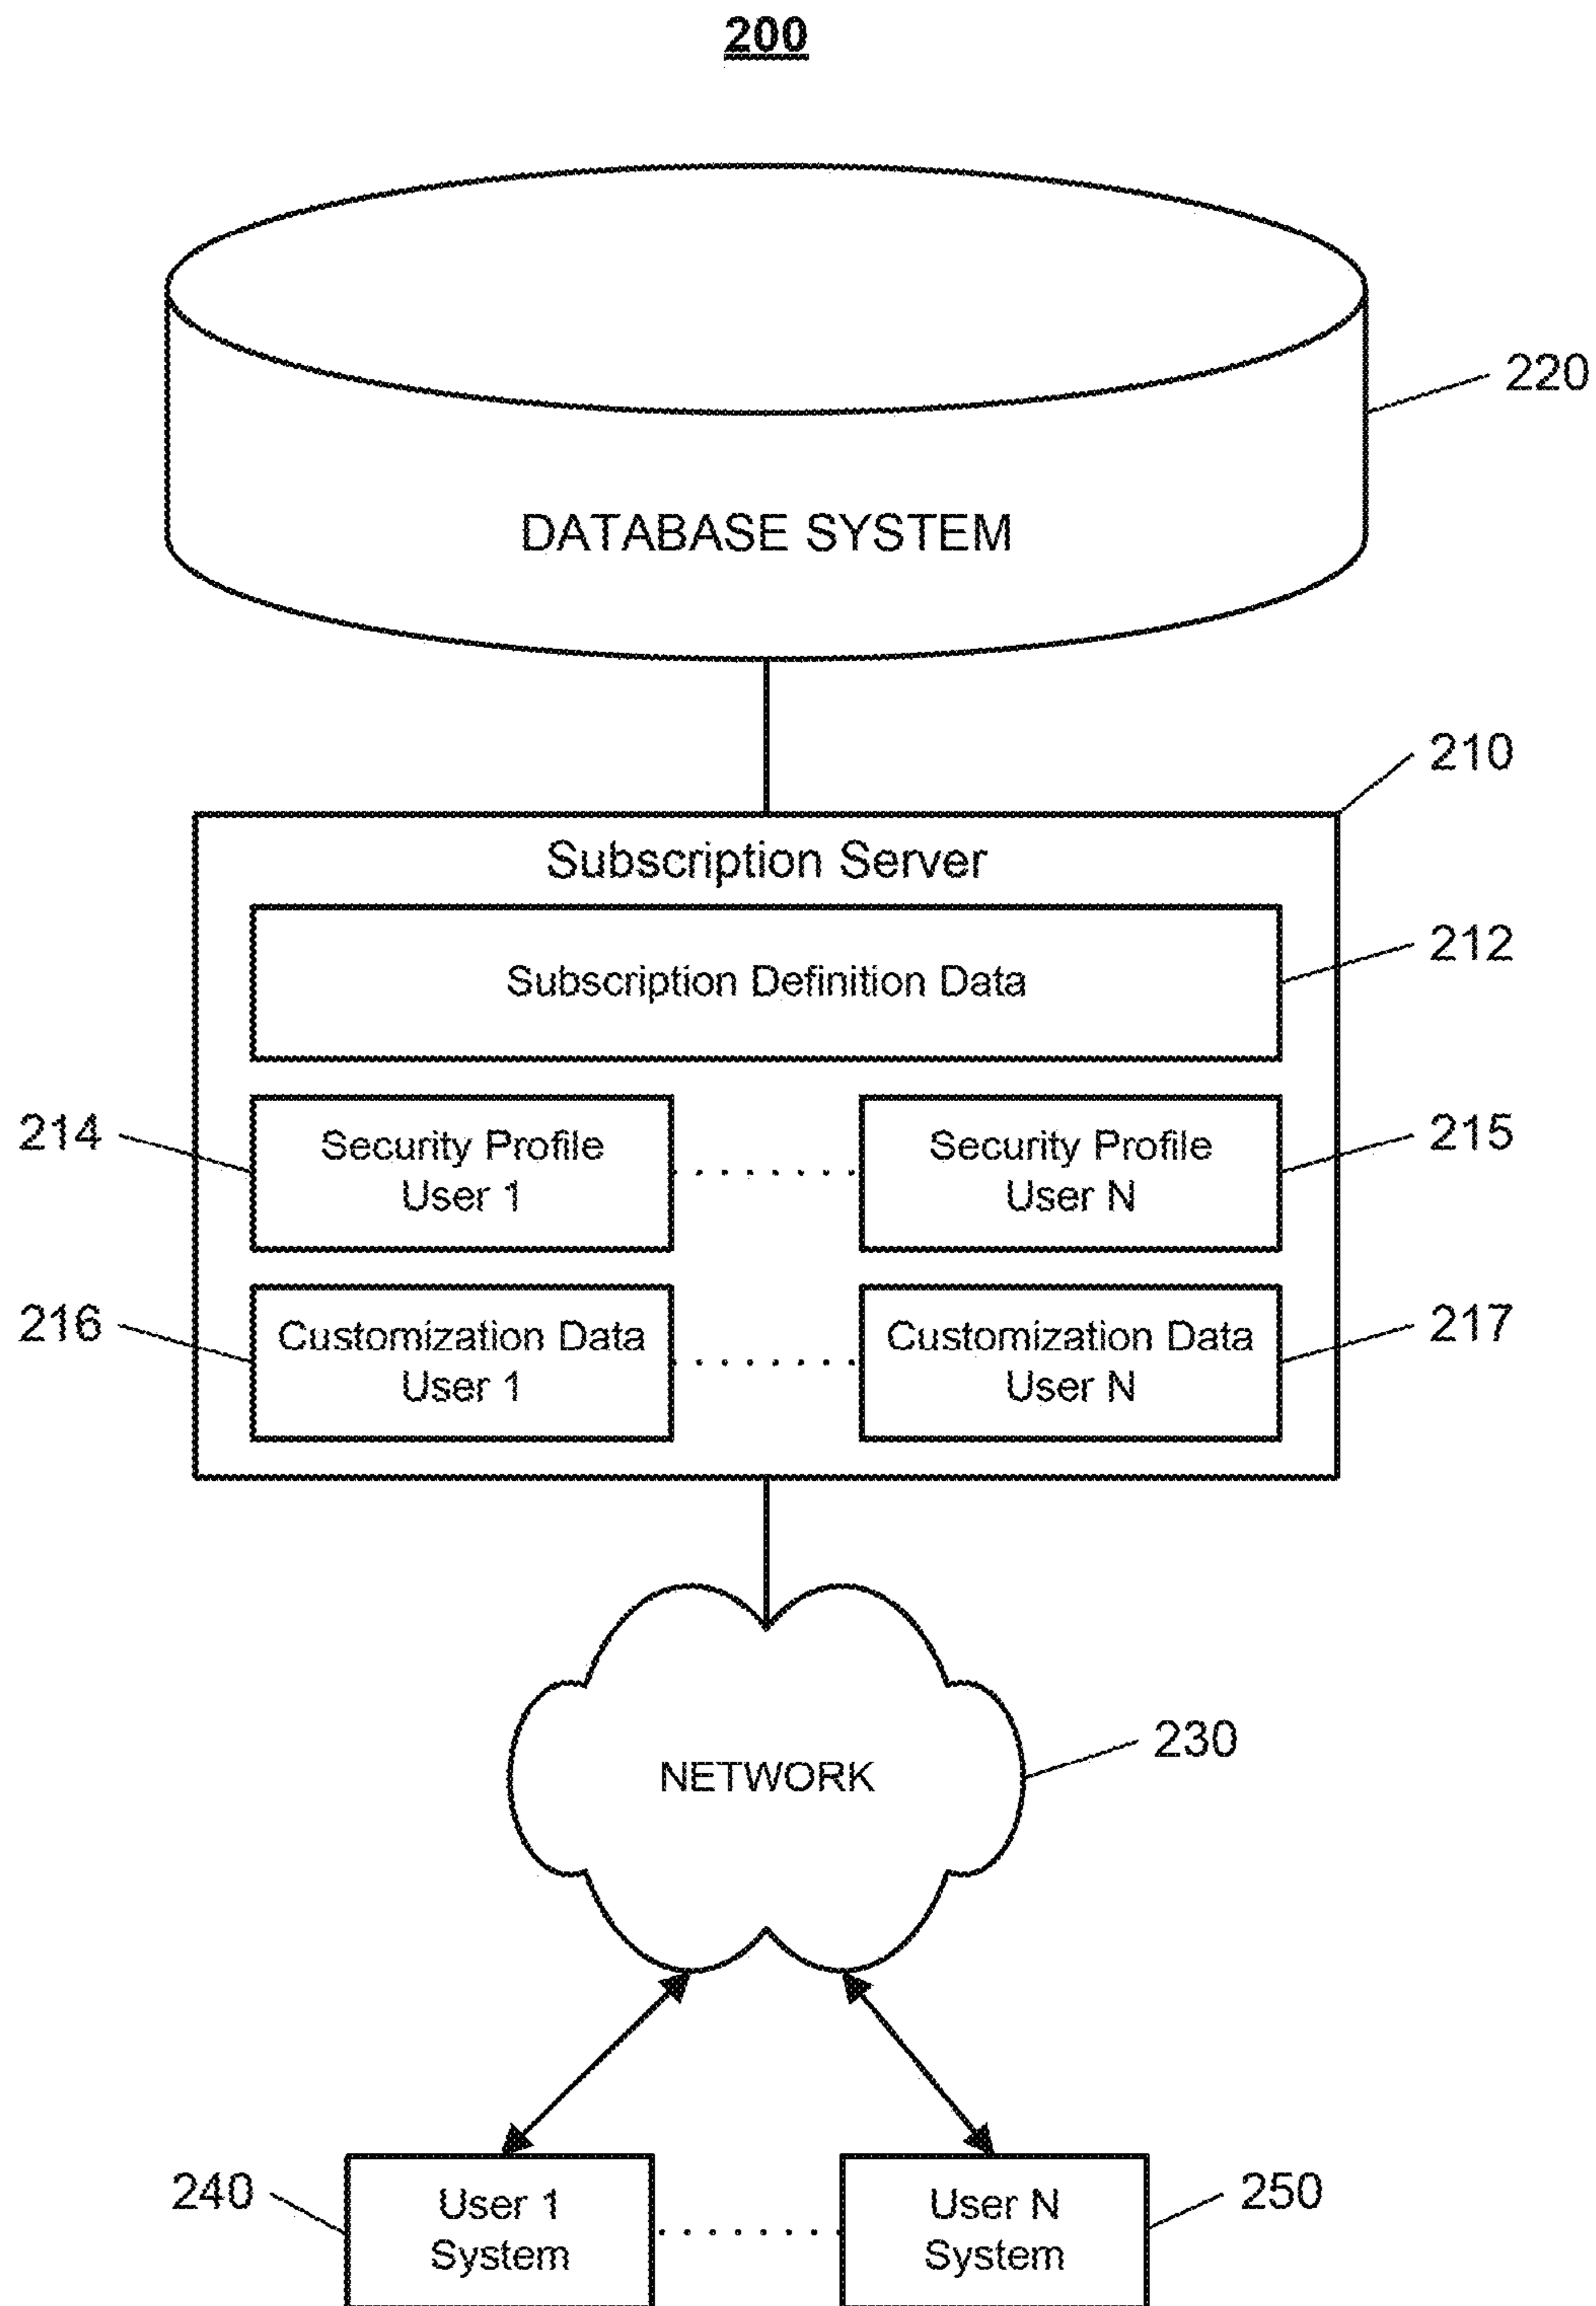 200
220
DATABASE SYSTEM
210
Subscription Server
212
Subscription Definition Data
214
Security Profile
User 1
Security Profile
User N
215
216
Customization Data
User 1
Customization Data
User N
217
230
NETWORK
240
User 1
System
User N
System
250